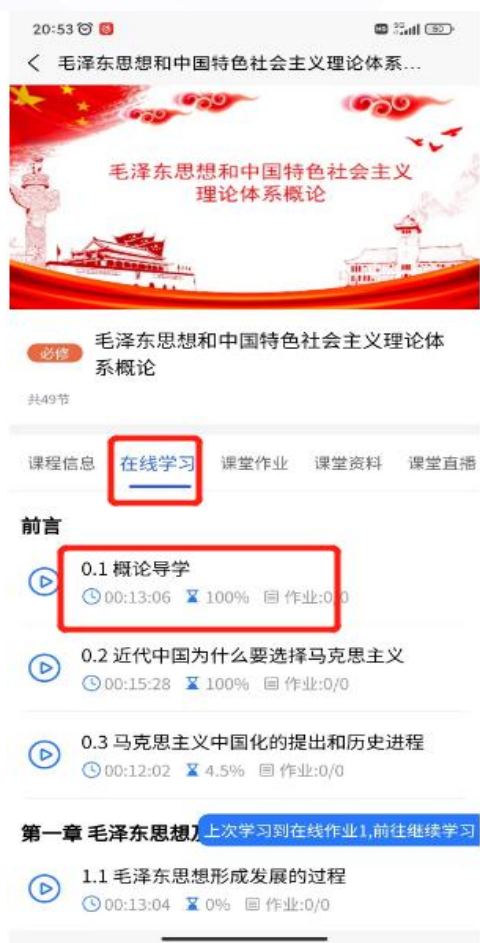 20:53
50
毛泽东思想和中国特色社会主义理论体系...
毛泽东思想和中国特色社会主义
理论体系概论
必修
毛泽东思想和中国特色社会主义理论体
系概论
共49节
课程信息 在线学习 课堂作业 课堂资料 课堂直播
前言
0.1 概论导学
00:13:06 100% 作业:0/0
0.2 近代中国为什么要选择马克思主义
00:15:28 100% 作业:0/0
0.3 马克思主义中国化的提出和历史进程
00:12:02 4.5% 作业:0/0
第一章 毛泽东思想
上次学习到在线作业1,前往继续学习
1.1 毛泽东思想形成发展的过程
00:13:04 0% 作业:0/0